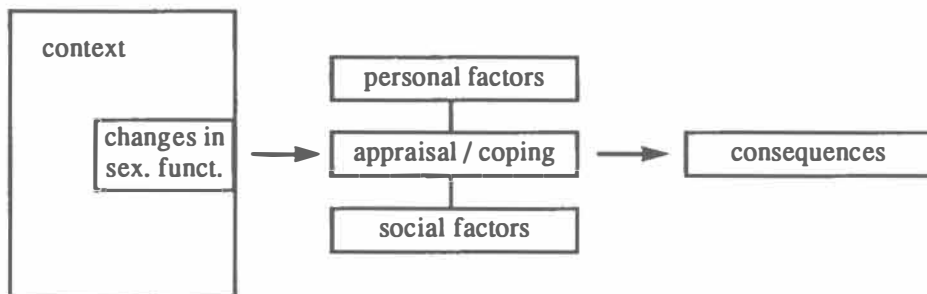 context
changes in
sex. funct.
personal factors
appraisal / coping
social factors
consequences